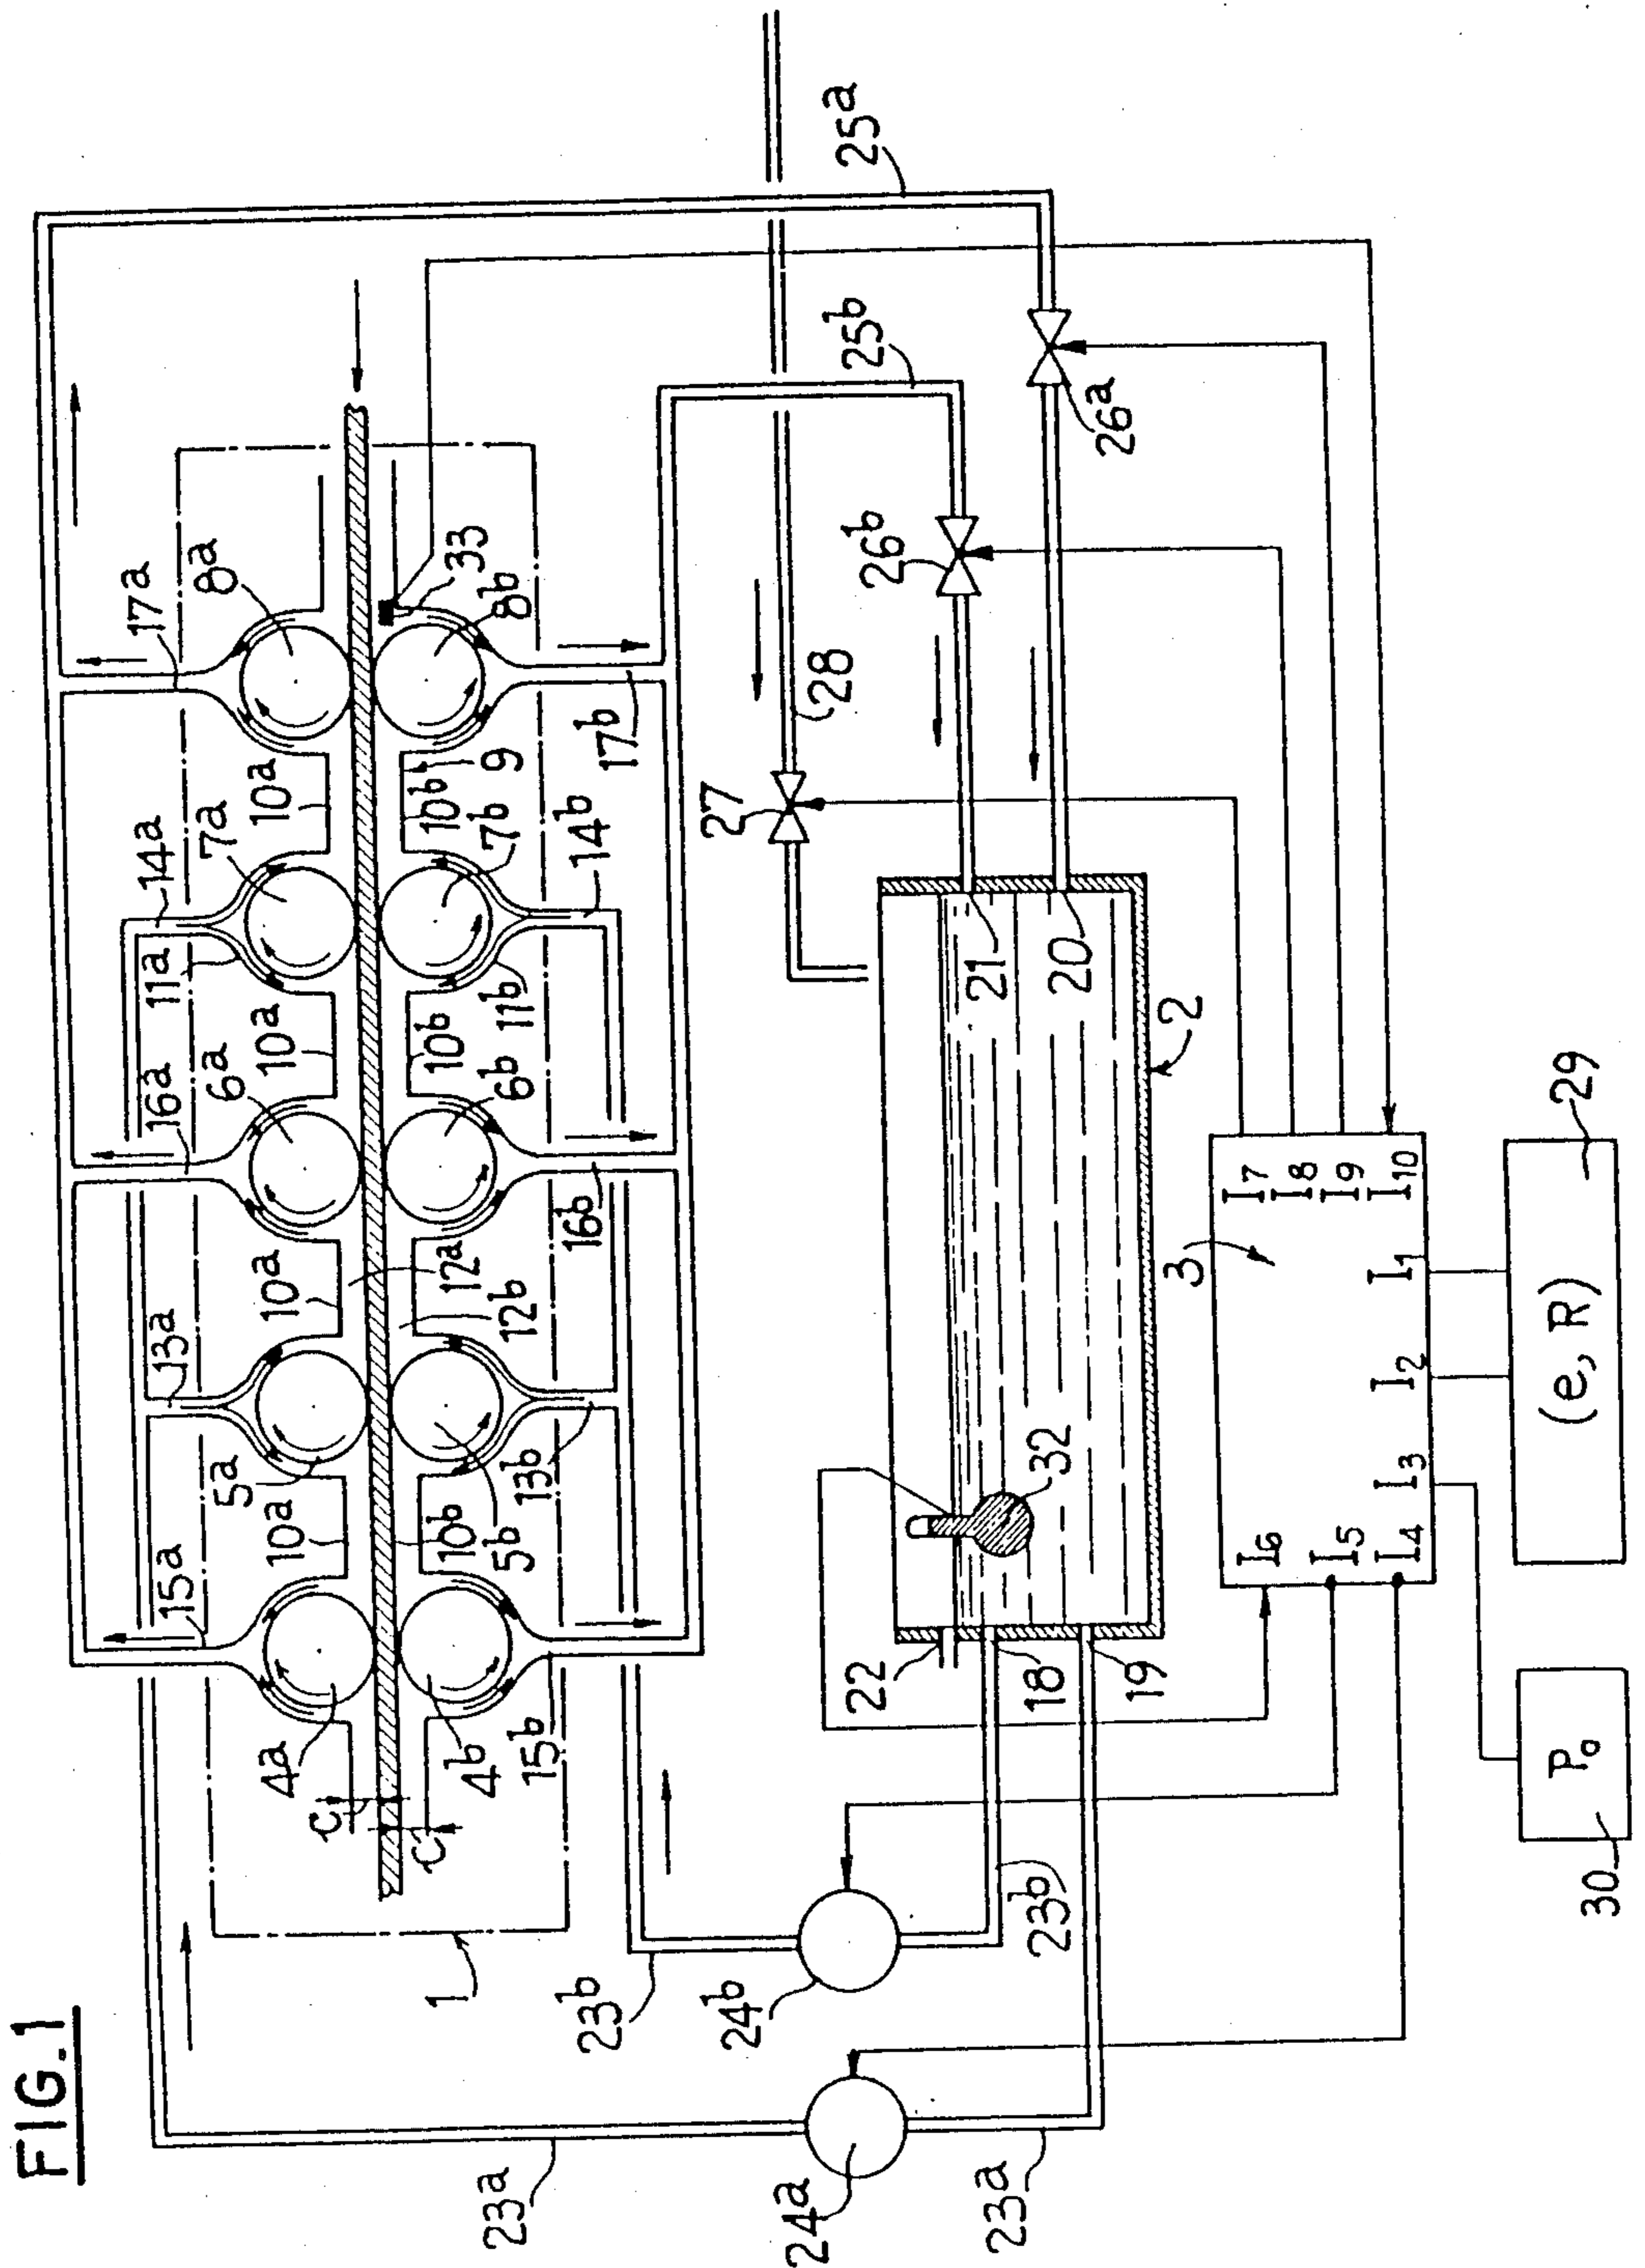 FIG.1
25a
17a
8a
33
8b
14a
7a
10a
9
10b
7b
17b
25b
26a
26b
28
27
14b
11a
11b
16a
6a
10a
10b
6b
16b
21
20
2
13a
10a
12a
12b
5a
5b
13b
15a
10a
10b
4a
4b
15b
C
C
1
32
22
18
19
23b
24b
23b
23a
24a
23a
3
I7
I8
I9
I10
I1
I2
I3
I4
I5
I6
(e, R)
29
Po
30